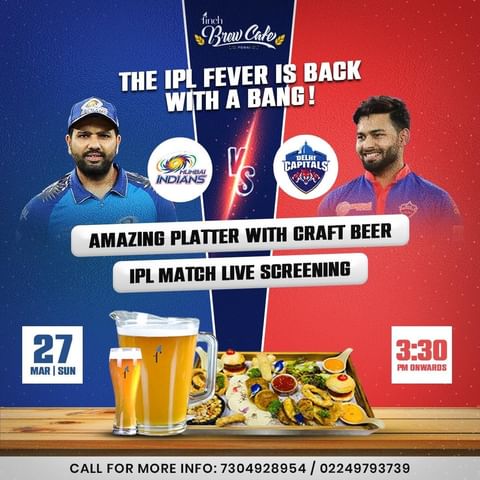 finch
Brew Cafe
POWAI
THE IPL FEVER IS BACK
WITH A BANG!
MUMBAI
INDIANS
VS
DELHI
CAPITALS
AMAZING PLATTER WITH CRAFT BEER
IPL MATCH LIVE SCREENING
27
MAR | SUN
3:30
PM ONWARDS
CALL FOR MORE INFO: 7304928954 / 02249793739